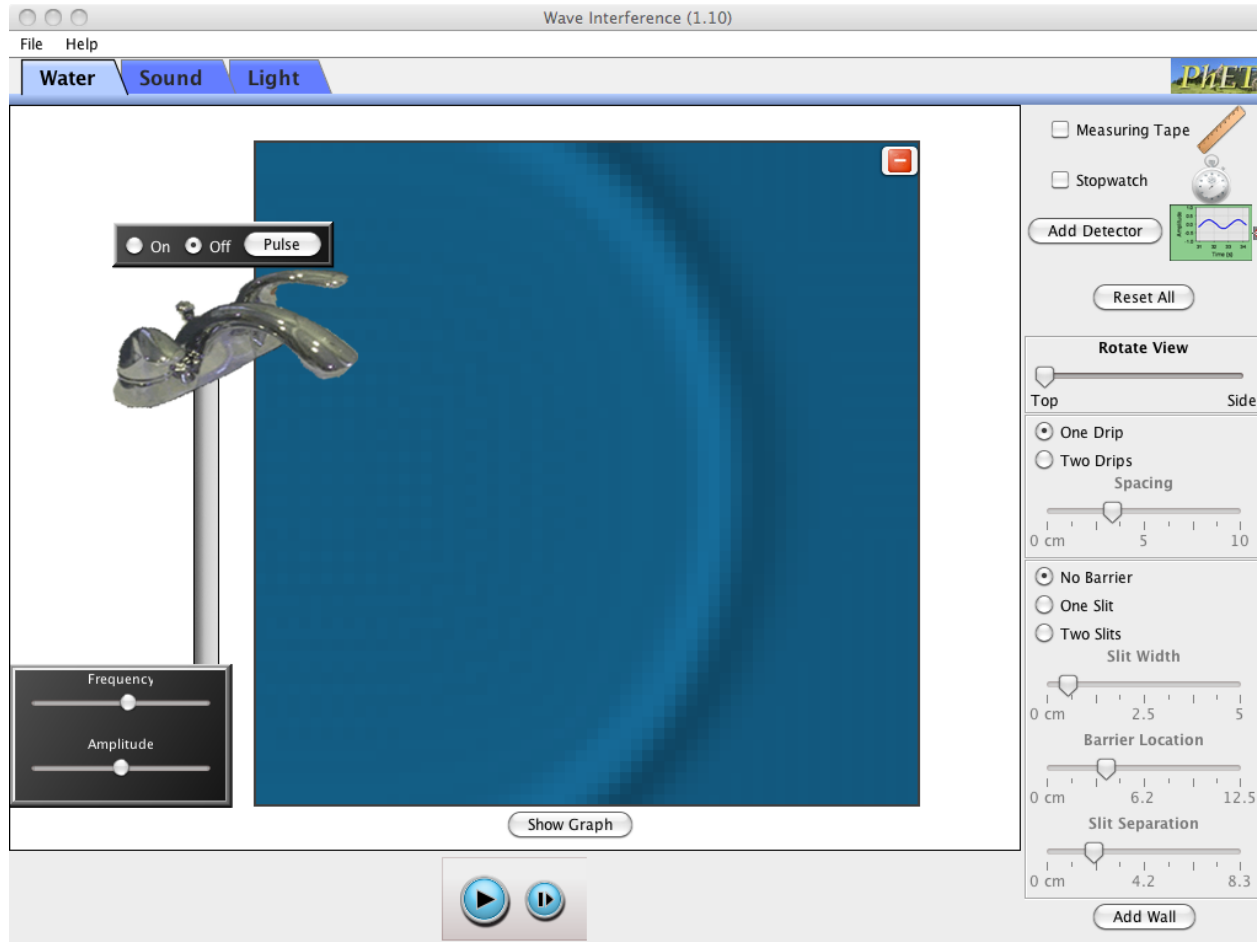 Wave Interference (1.10)
File Help
Water Sound Light
PhET
Measuring Tape
Stopwatch
On Off Pulse
Add Detector
Reset All
Rotate View
Top Side
One Drip
Two Drips
Spacing
0 cm 5 10
No Barrier
One Slit
Two Slits
Slit Width
0 cm 2.5 5
Barrier Location
0 cm 6.2 12.5
Slit Separation
0 cm 4.2 8.3
Add Wall
Frequency
Amplitude
Show Graph